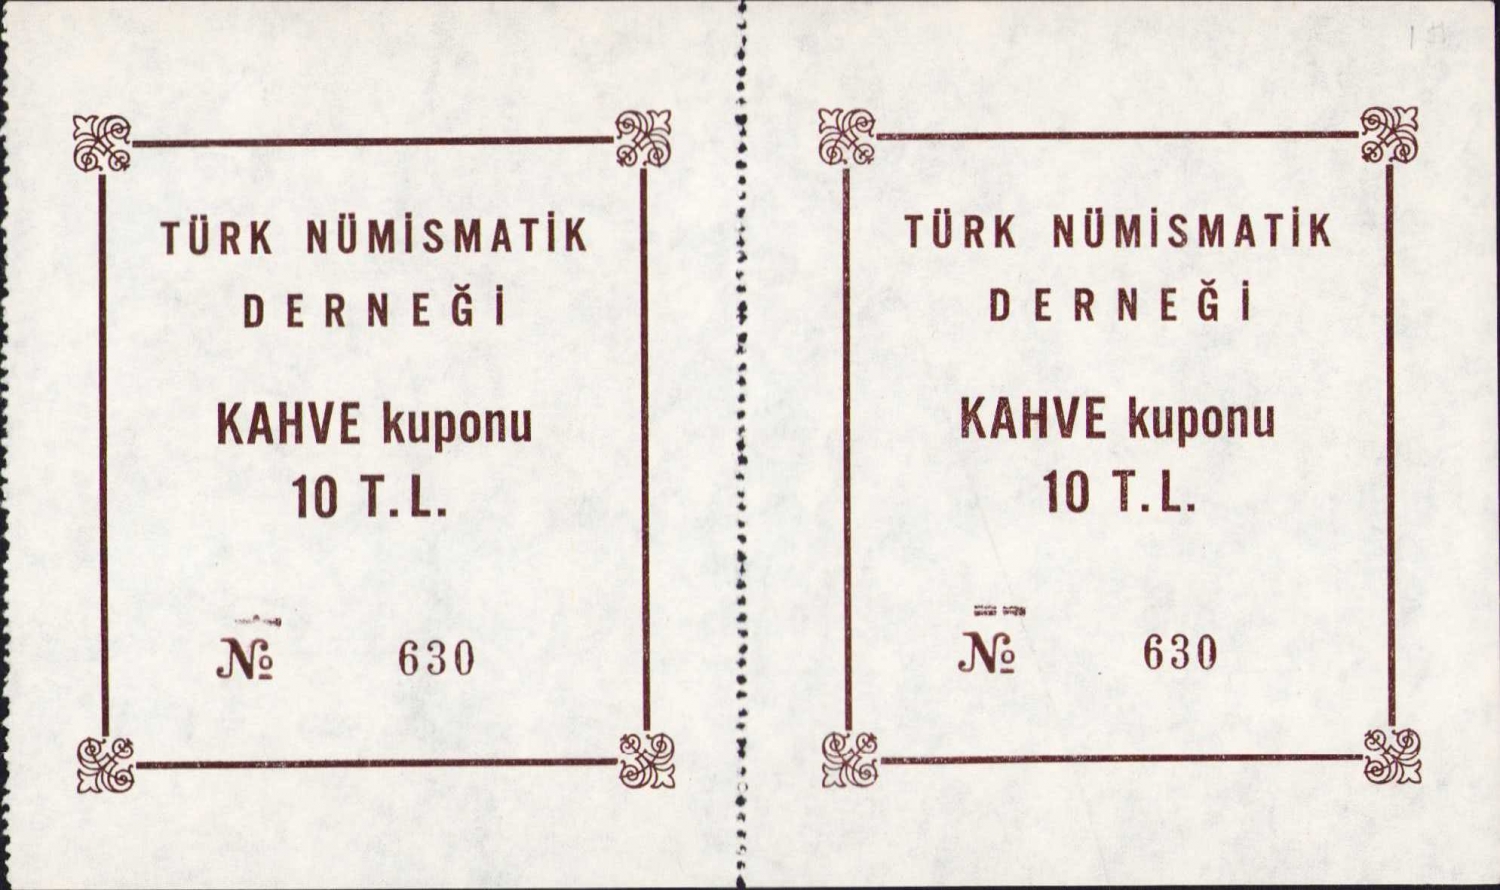 TÜRK NÜMİSMATİK
DERNEĞİ
KAHVE kuponu
10 T.L.
№ 630
TÜRK NÜMİSMATİK
DERNEĞİ
KAHVE kuponu
10 T.L.
№ 630